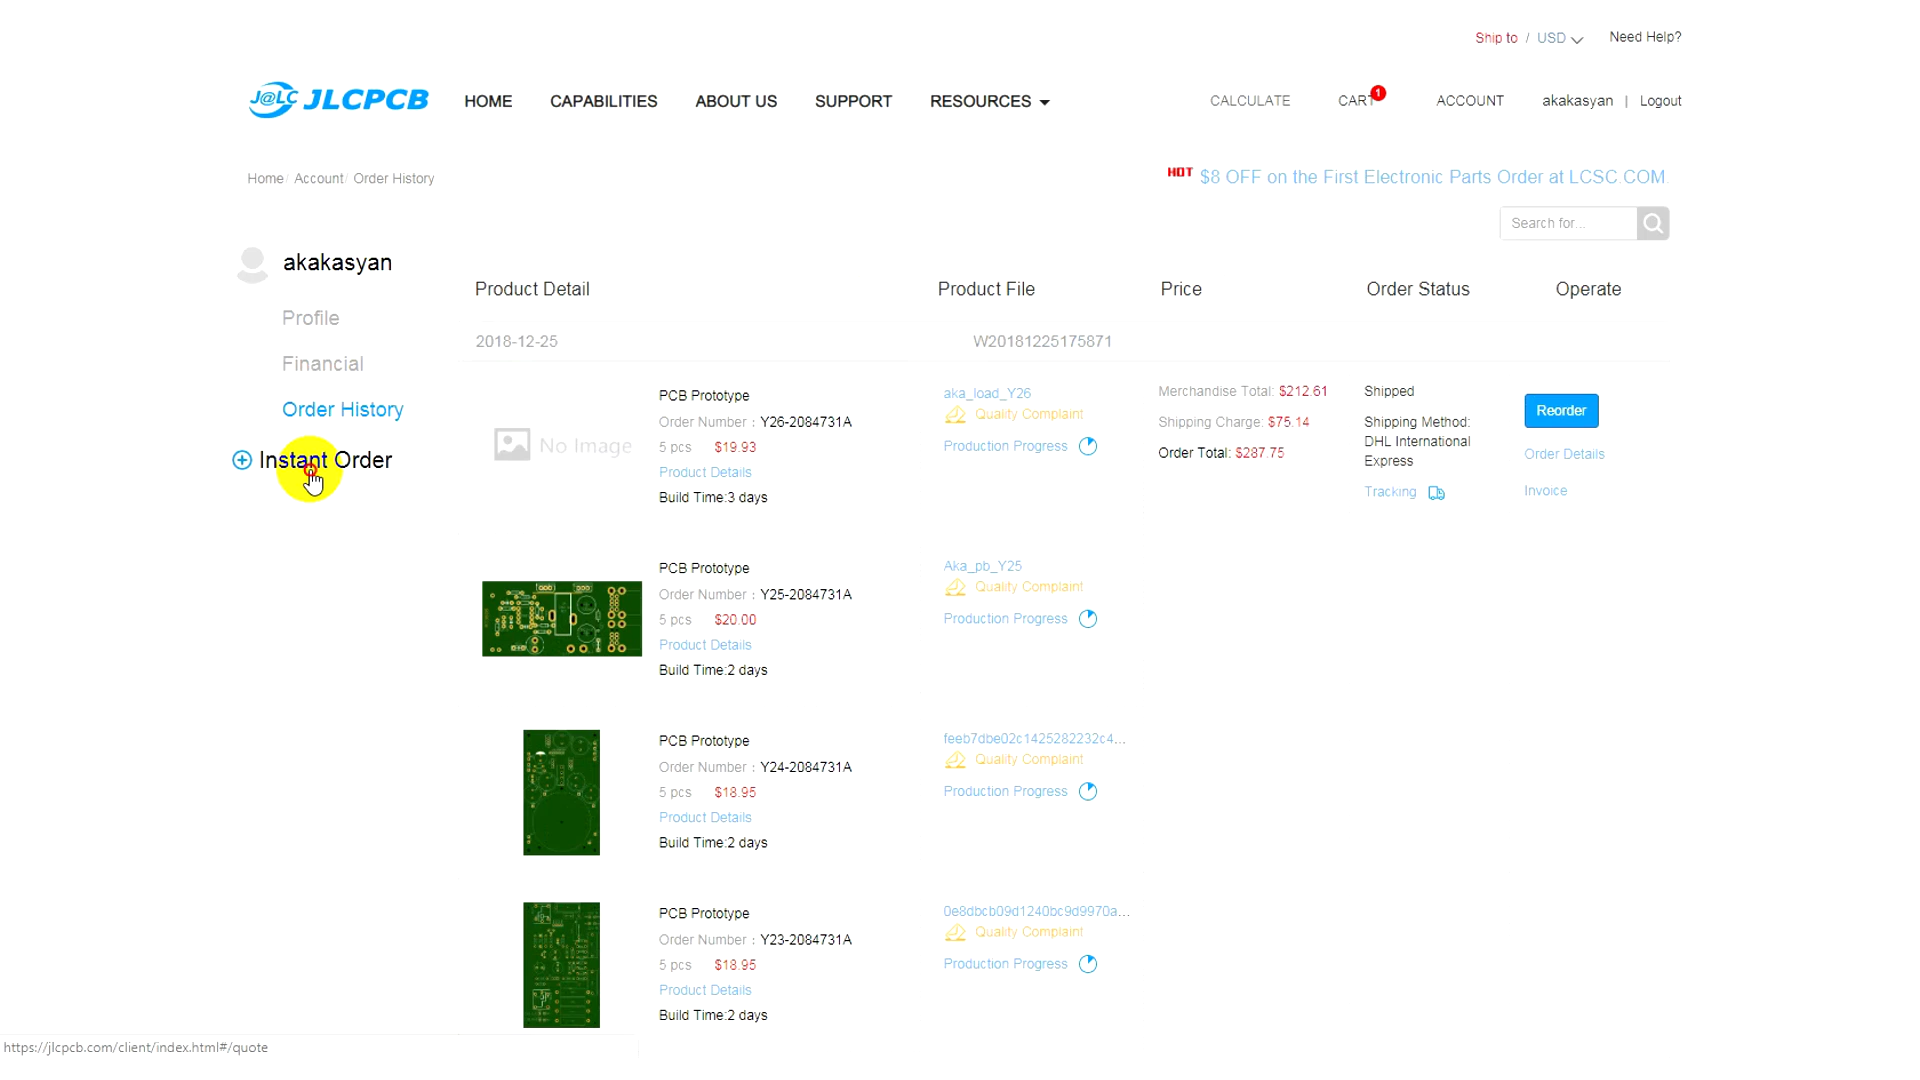 Ship to / USD Need Help?
J@LC JLCPCB HOME CAPABILITIES ABOUT US SUPPORT RESOURCES CALCULATE CART 1 ACCOUNT akakasyan | Logout
Home/ Account/ Order History
HOT $8 OFF on the First Electronic Parts Order at LCSC.COM.
Search for...
akakasyan
Profile
Financial
Order History
Instant Order
Product Detail Product File Price Order Status Operate
2018-12-25 W20181225175871
No Image
PCB Prototype
Order Number : Y26-2084731A
5 pcs $19.93
Product Details
Build Time:3 days
aka_load_Y26
Quality Complaint
Production Progress
Merchandise Total: $212.61
Shipping Charge: $75.14
Order Total: $287.75
Shipped
Shipping Method:
DHL International
Express
Tracking
Reorder
Order Details
Invoice
PCB Prototype
Order Number : Y25-2084731A
5 pcs $20.00
Product Details
Build Time:2 days
Aka_pb_Y25
Quality Complaint
Production Progress
PCB Prototype
Order Number : Y24-2084731A
5 pcs $18.95
Product Details
Build Time:2 days
feeb7dbe02c1425282232c4...
Quality Complaint
Production Progress
PCB Prototype
Order Number : Y23-2084731A
5 pcs $18.95
Product Details
Build Time:2 days
0e8dbcb09d1240bc9d9970a...
Quality Complaint
Production Progress
https://jlcpcb.com/client/index.html#/quote